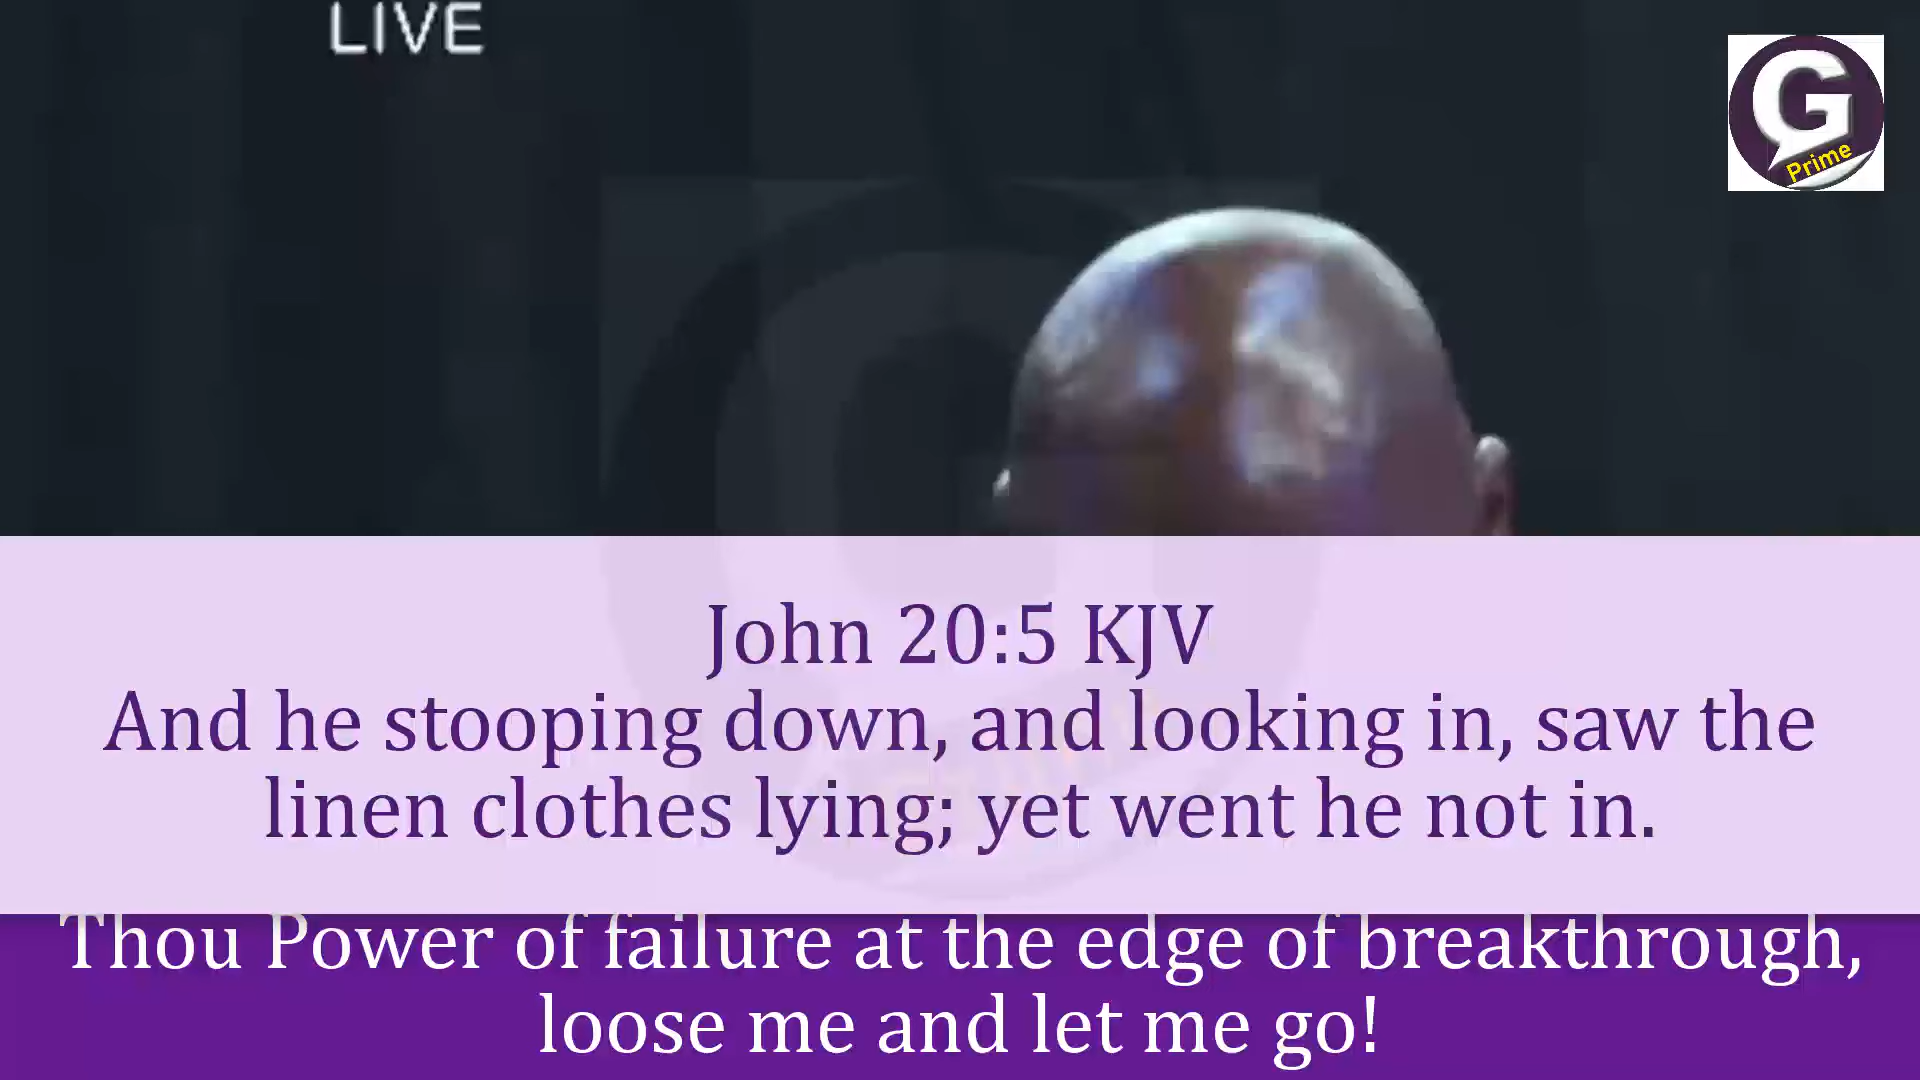 LIVE
G
Prime
John 20:5 KJV
And he stooping down, and looking in, saw the
linen clothes lying; yet went he not in.
Thou Power of failure at the edge of breakthrough,
loose me and let me go!